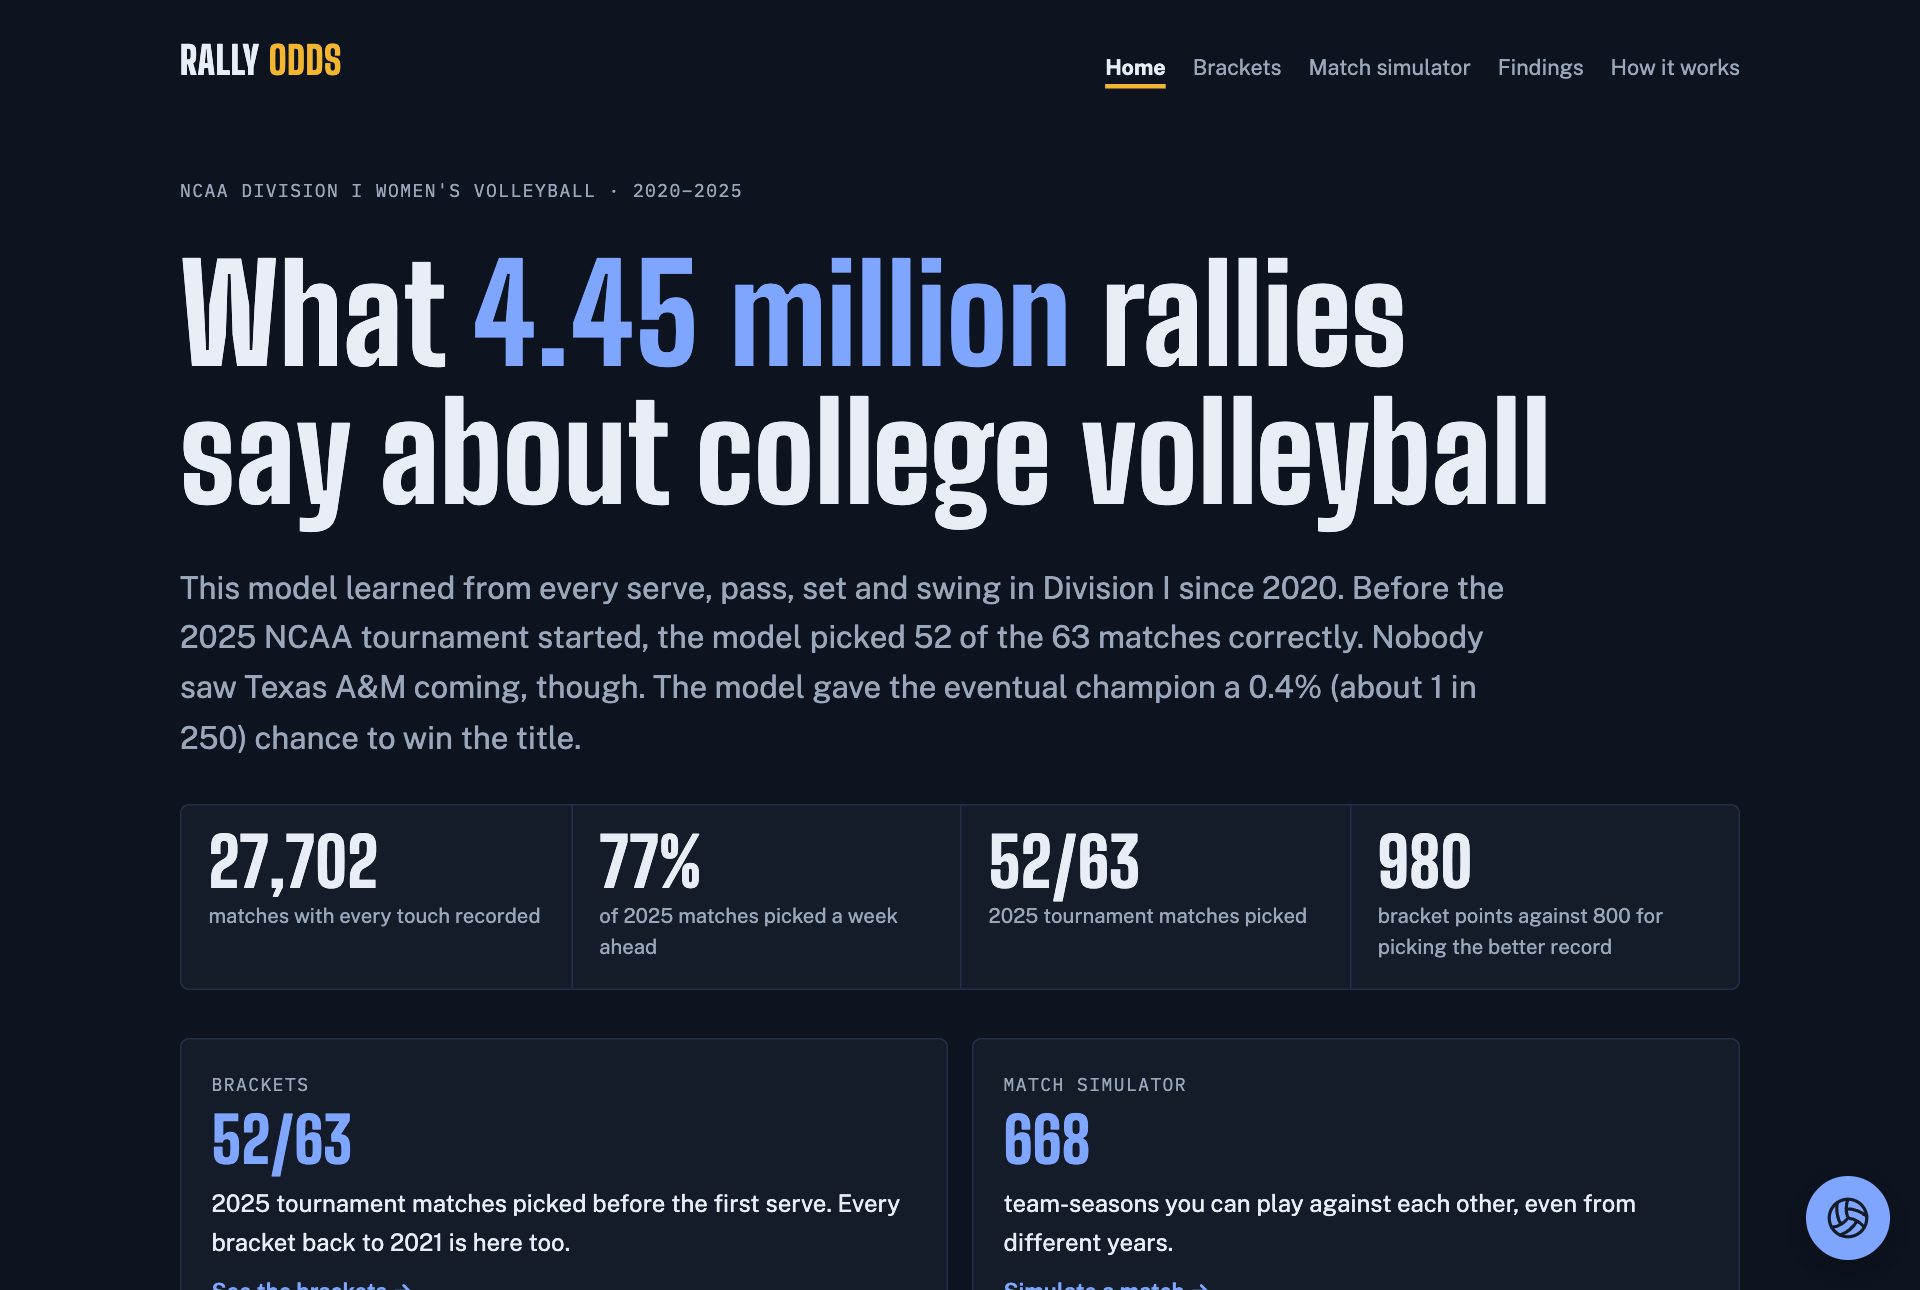 RALLY ODDS
Home Brackets Match simulator Findings How it works
NCAA DIVISION I WOMEN'S VOLLEYBALL · 2020–2025
What 4.45 million rallies
say about college volleyball
This model learned from every serve, pass, set and swing in Division I since 2020. Before the
2025 NCAA tournament started, the model picked 52 of the 63 matches correctly. Nobody
saw Texas A&M coming, though. The model gave the eventual champion a 0.4% (about 1 in
250) chance to win the title.
27,702
matches with every touch recorded
77%
of 2025 matches picked a week
ahead
52/63
2025 tournament matches picked
980
bracket points against 800 for
picking the better record
BRACKETS
52/63
2025 tournament matches picked before the first serve. Every
bracket back to 2021 is here too.
See the brackets →
MATCH SIMULATOR
668
team-seasons you can play against each other, even from
different years.
Simulate a match →